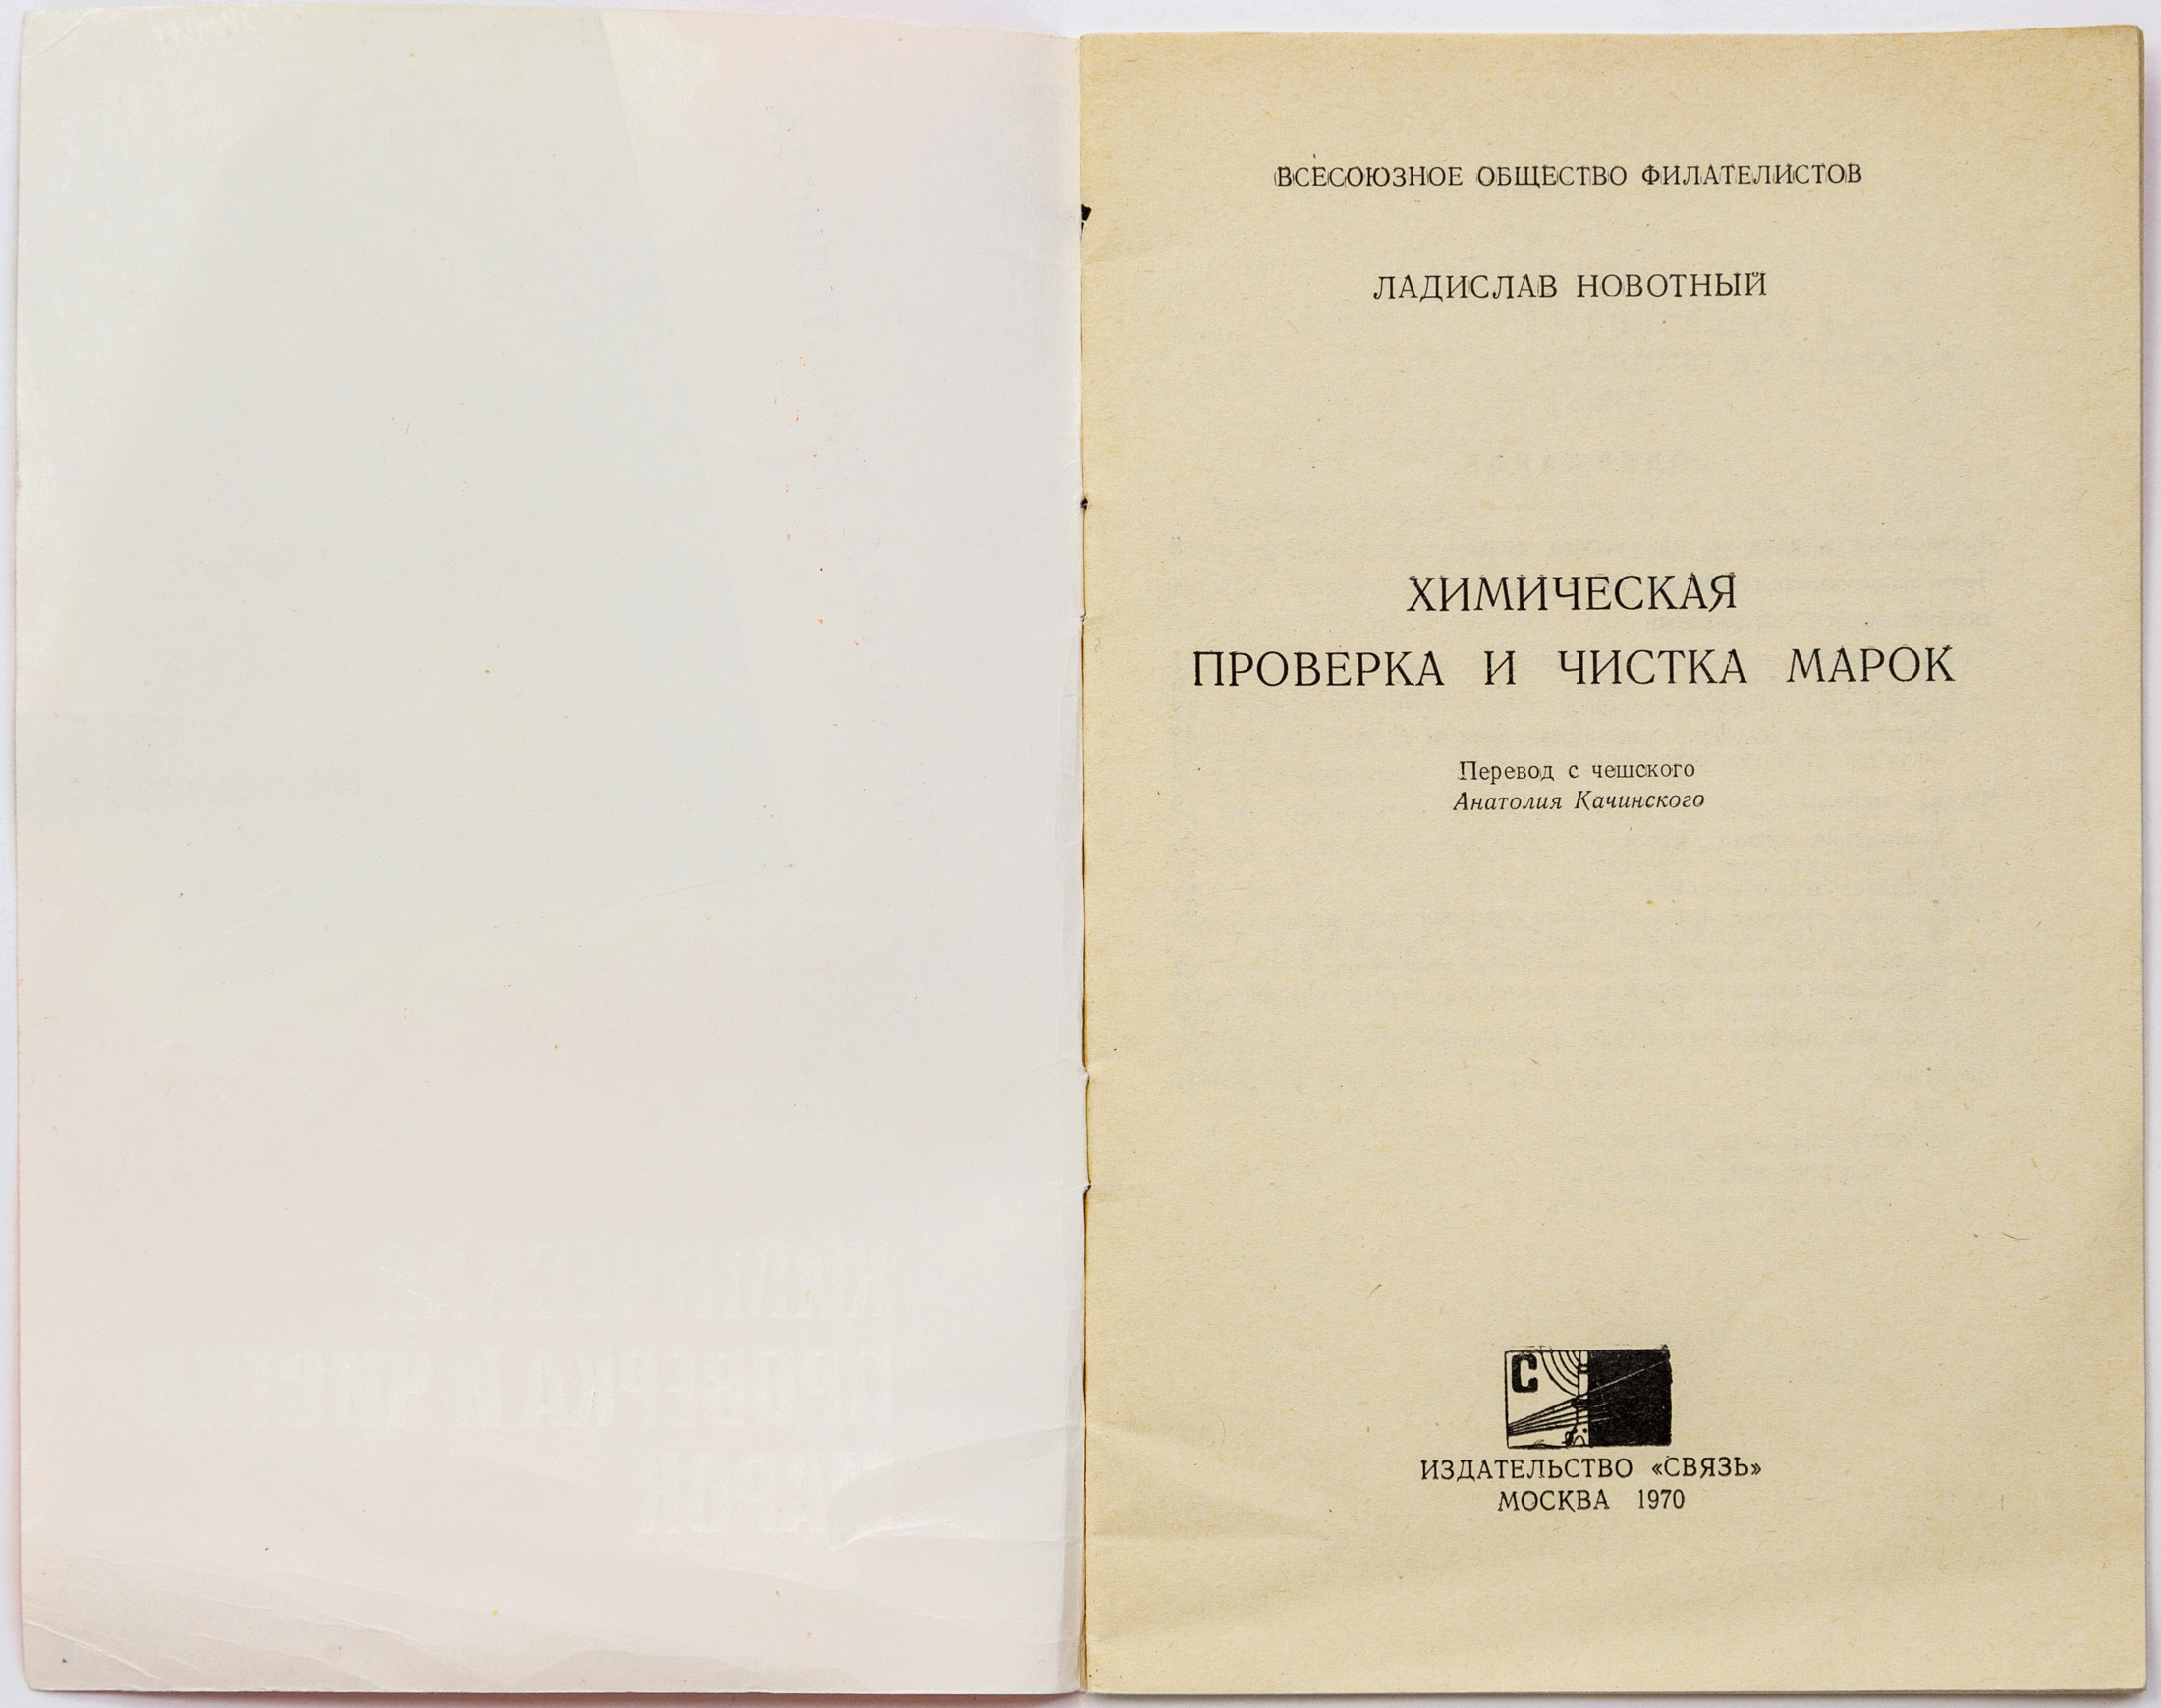 ВСЕСОЮЗНОЕ ОБЩЕСТВО ФИЛАТЕЛИСТОВ
ЛАДИСЛАВ НОВОТНЫЙ
ХИМИЧЕСКАЯ
ПРОВЕРКА И ЧИСТКА МАРОК
Перевод с чешского
Анатолия Качинского
С
ИЗДАТЕЛЬСТВО «СВЯЗЬ»
МОСКВА 1970